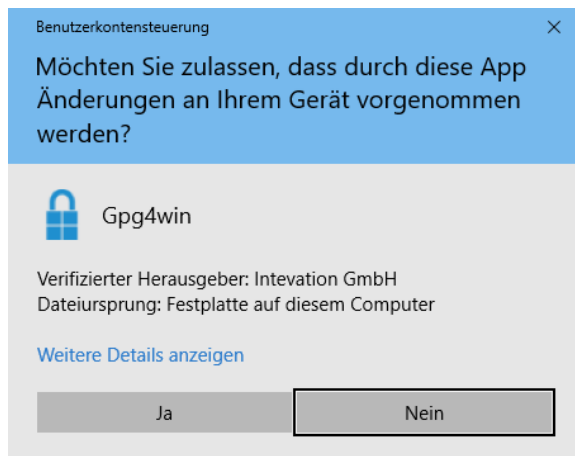 Benutzerkontensteuerung
Möchten Sie zulassen, dass durch diese App
Änderungen an Ihrem Gerät vorgenommen
werden?
Gpg4win
Verifizierter Herausgeber: Intevation GmbH
Dateiursprung: Festplatte auf diesem Computer
Weitere Details anzeigen
Ja
Nein